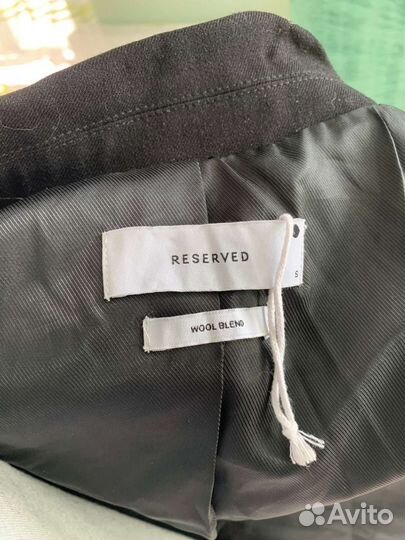 RESERVED
S
WOOL BLEND
Avito